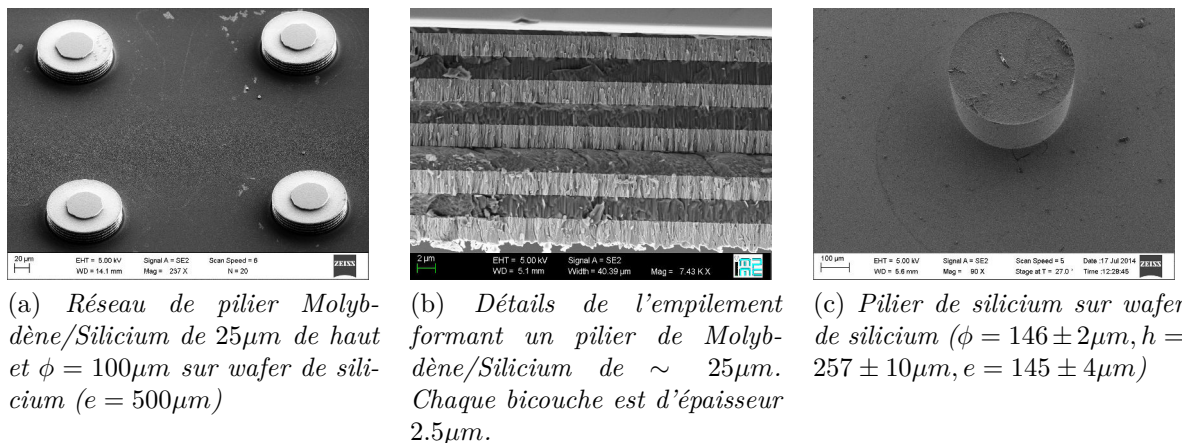 20 µm
EHT = 5.00 kV
Signal A = SE2
Scan Speed = 6
WD = 14.1 mm
Mag = 237 X
N = 20
ZEISS
2 µm
EHT = 5.00 kV
Signal A = SE2
WD = 5.1 mm
Width = 40.39 µm
Mag = 7.43 K X
100 µm
EHT = 5.00 kV
Signal A = SE2
Scan Speed = 5
Date :17 Jul 2014
WD = 5.6 mm
Mag = 90 X
Stage at T = 27.0 °
Time :12:28:45
ZEISS
(a) Réseau de pilier Molyb-
dène/Silicium de 25µm de haut
et ϕ = 100µm sur wafer de sili-
cium (e = 500µm)
(b) Détails de l'empilement
formant un pilier de Molyb-
dène/Silicium de ∼ 25µm.
Chaque bicouche est d'épaisseur
2.5µm.
(c) Pilier de silicium sur wafer
de silicium (ϕ = 146 ± 2µm, h =
257 ± 10µm, e = 145 ± 4µm)